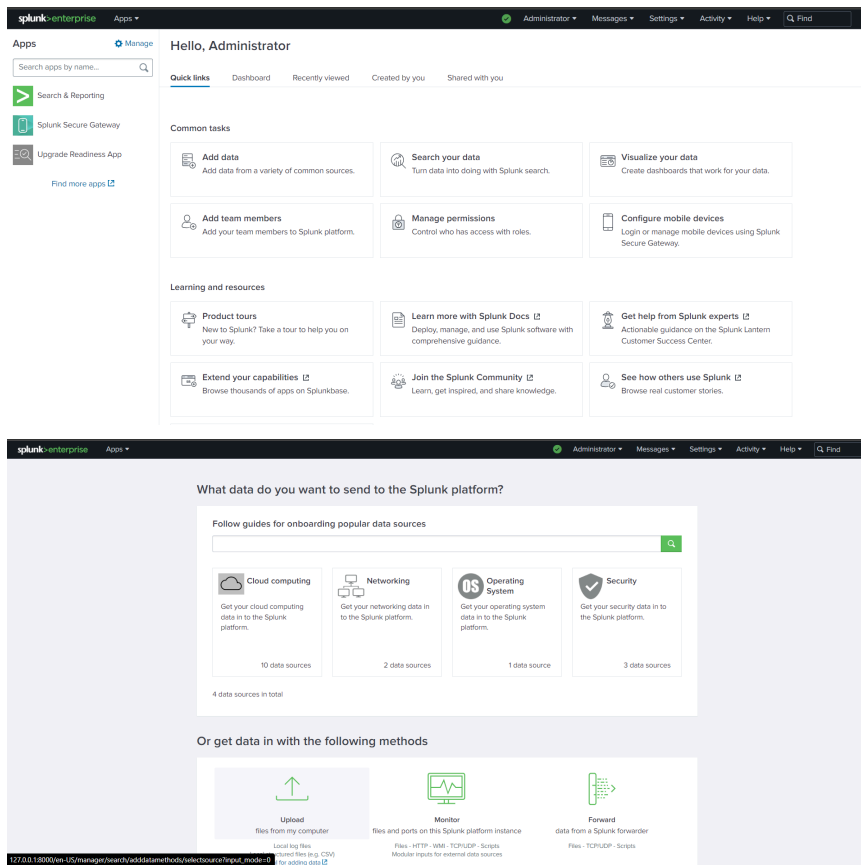 splunk>enterprise Apps ▾ Administrator ▾ Messages ▾ Settings ▾ Activity ▾ Help ▾ Find
Apps Manage
Search apps by name...
Search & Reporting
Splunk Secure Gateway
Upgrade Readiness App
Find more apps
Hello, Administrator
Quick links Dashboard Recently viewed Created by you Shared with you
Common tasks
Add data
Add data from a variety of common sources.
Search your data
Turn data into doing with Splunk search.
Visualize your data
Create dashboards that work for your data.
Add team members
Add your team members to Splunk platform.
Manage permissions
Control who has access with roles.
Configure mobile devices
Login or manage mobile devices using Splunk
Secure Gateway.
Learning and resources
Product tours
New to Splunk? Take a tour to help you on
your way.
Learn more with Splunk Docs
Deploy, manage, and use Splunk software with
comprehensive guidance.
Get help from Splunk experts
Actionable guidance on the Splunk Lantern
Customer Success Center.
Extend your capabilities
Browse thousands of apps on Splunkbase.
Join the Splunk Community
Learn, get inspired, and share knowledge.
See how others use Splunk
Browse real customer stories.
splunk>enterprise Apps ▾ Administrator ▾ Messages ▾ Settings ▾ Activity ▾ Help ▾ Find
What data do you want to send to the Splunk platform?
Follow guides for onboarding popular data sources
Cloud computing
Get your cloud computing
data in to the Splunk
platform.
10 data sources
Networking
Get your networking data in
to the Splunk platform.
2 data sources
OS
Operating
System
Get your operating system
data in to the Splunk
platform.
1 data source
Security
Get your security data in to
the Splunk platform.
3 data sources
4 data sources in total
Or get data in with the following methods
Upload
files from my computer
Local log files
structured files (e.g. CSV)
for adding data
Monitor
files and ports on this Splunk platform instance
Files - HTTP - WMI - TCP/UDP - Scripts
Modular inputs for external data sources
Forward
data from a Splunk forwarder
Files - TCP/UDP - Scripts
127.0.0.1:8000/en-US/manager/search/adddatamethods/selectsource?input_mode=0